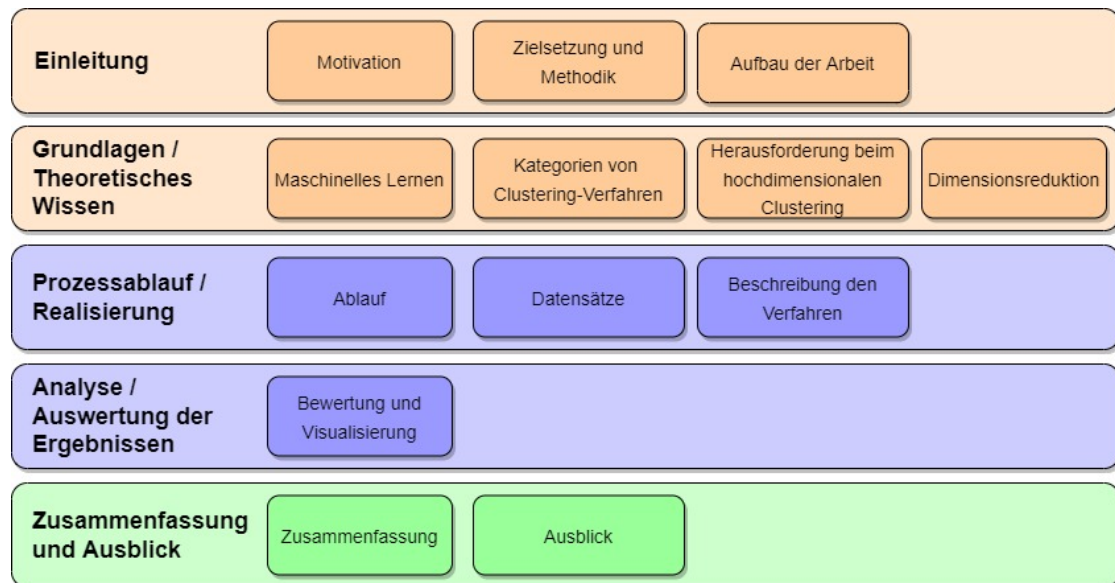 Einleitung
Motivation
Zielsetzung und
Methodik
Aufbau der Arbeit
Grundlagen /
Theoretisches
Wissen
Maschinelles Lernen
Kategorien von
Clustering-Verfahren
Herausforderung beim
hochdimensionalen
Clustering
Dimensionsreduktion
Prozessablauf /
Realisierung
Ablauf
Datensätze
Beschreibung den
Verfahren
Analyse /
Auswertung der
Ergebnissen
Bewertung und
Visualisierung
Zusammenfassung
und Ausblick
Zusammenfassung
Ausblick